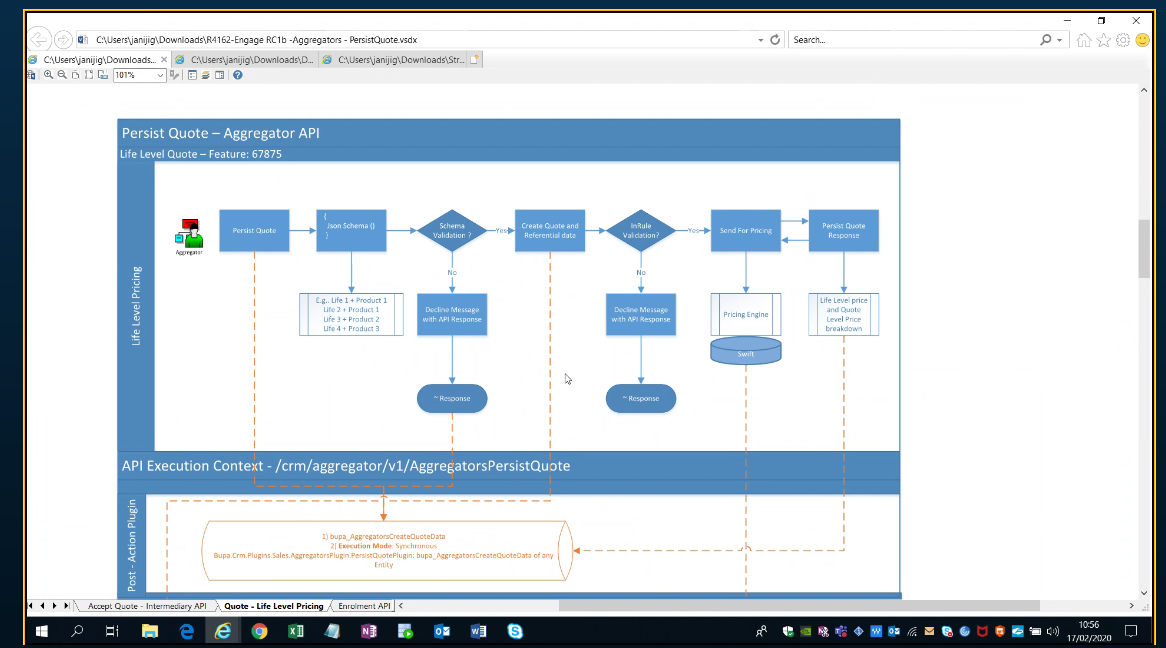 C:\Users\janijig\Downloads\R4162-Engage RC1b -Aggregators - PersistQuote.vsdx
Search...
C:\Users\janijig\Downloads...
C:\Users\janijig\Downloads\D...
C:\Users\janijig\Downloads\Str...
101%
Persist Quote – Aggregator API
Life Level Quote – Feature: 67875
Life Level Pricing
Aggregator
Persist Quote
{
Json Schema ()
}
Schema
Validation ?
Yes
Create Quote and
Referential data
InRule
Validation?
Yes
Send For Pricing
Persist Quote
Response
No
No
E.g.. Life 1 + Product 1
Life 2 + Product 1
Life 3 + Product 2
Life 4 + Product 3
Decline Message
with API Response
Decline Message
with API Response
Pricing Engine
Life Level price
and Quote
Level Price
breakdown
Swift
~ Response
~ Response
API Execution Context - /crm/aggregator/v1/AggregatorsPersistQuote
Post - Action Plugin
1) bupa_AggregatorsCreateQuoteData
2) Execution Mode: Synchronous
Bupa.Crm.Plugins.Sales.AggregatorsPlugin.PersistQuotePlugin: bupa_AggregatorsCreateQuoteData of any
Entity
Accept Quote - Intermediary API
Quote - Life Level Pricing
Enrolment API
10:56
17/02/2020